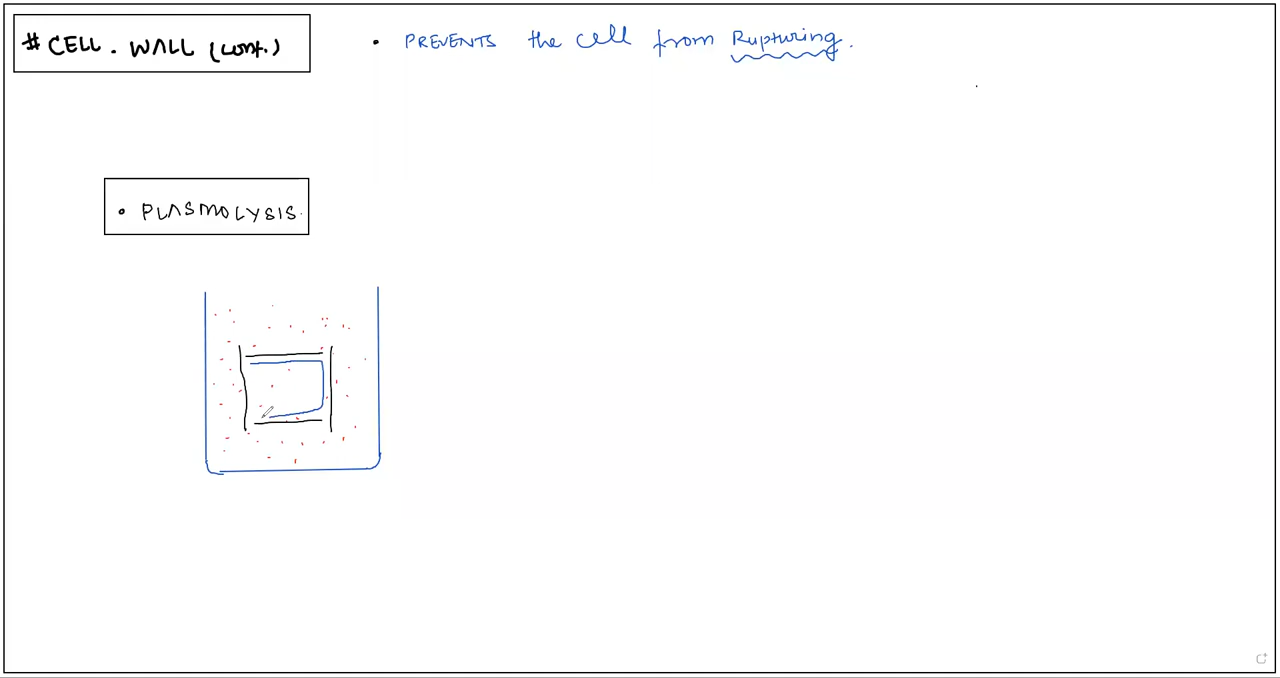 # CELL. WALL (cont.)
• PREVENTS the cell from Rupturing.
• PLASMOLYSIS.